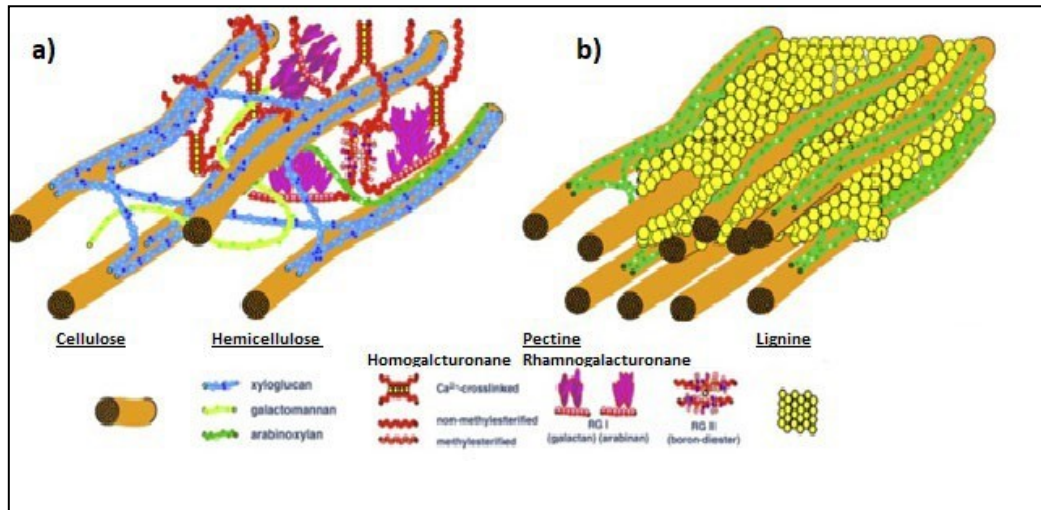 a)
b)
Cellulose Hemicellulose Pectine Lignine
Homogalcturonane Rhamnogalacturonane
xyloglucan
galactomannan
arabinoxylan
Ca²⁺-crosslinked
non-methylesterified
methylesterified
RG I
(galactan) (arabinan)
RG II
(boron-diester)